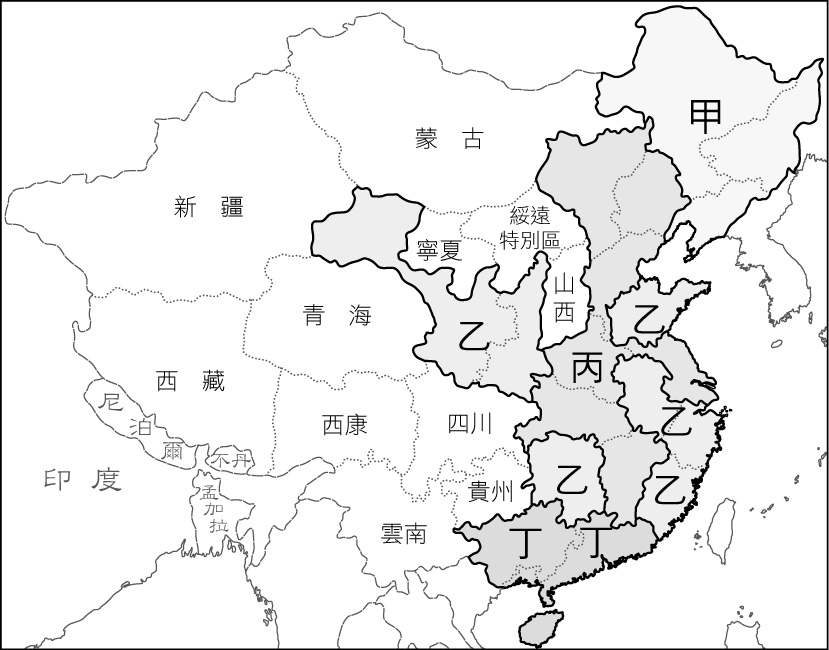 甲
蒙 古
新 疆
綏遠
特別區
寧夏
山
西
青 海
乙
乙
丙
西 藏
尼
泊
爾
不丹
西康
四川
乙
印 度
孟
加
拉
貴州
乙
乙
雲南
丁
丁